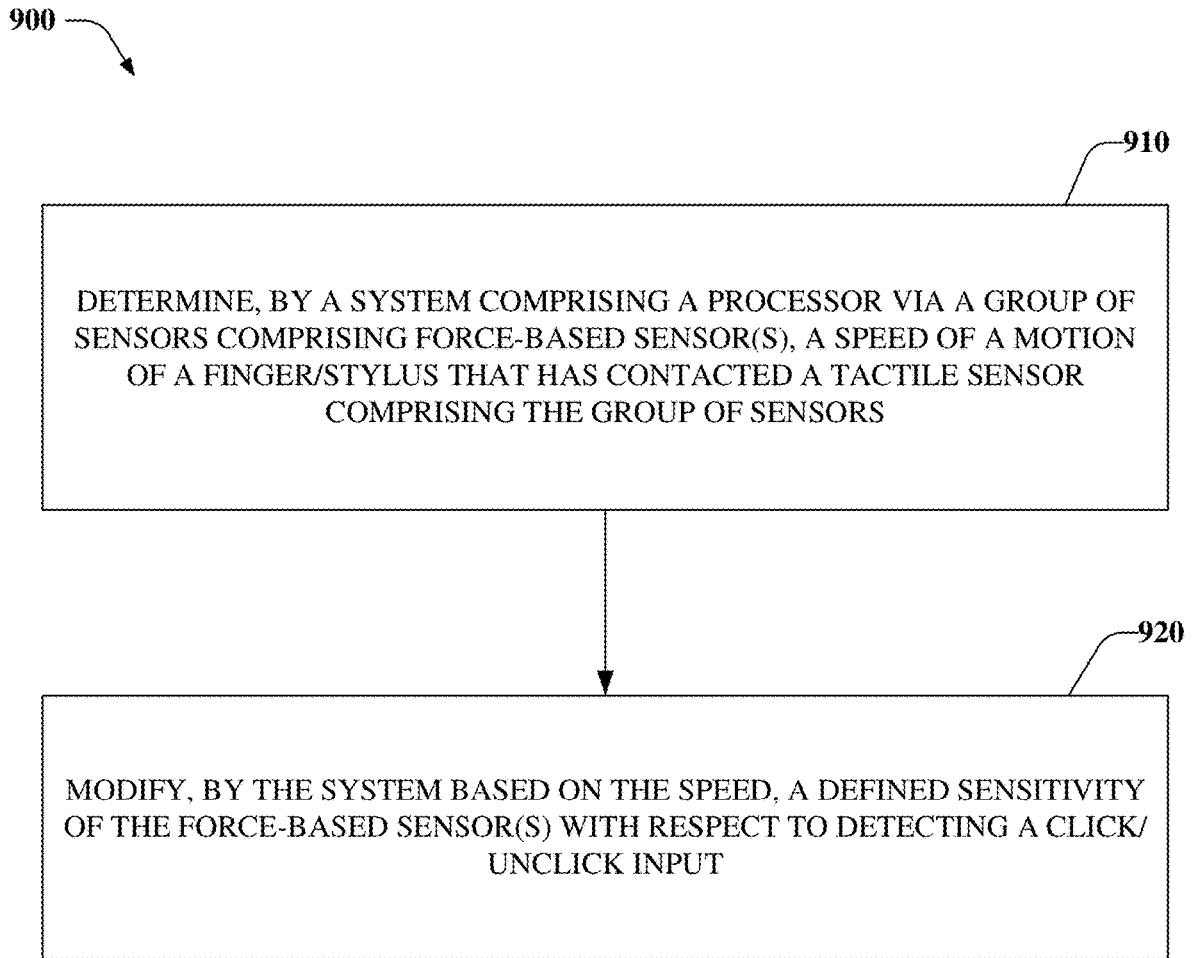 900
910
DETERMINE, BY A SYSTEM COMPRISING A PROCESSOR VIA A GROUP OF
SENSORS COMPRISING FORCE-BASED SENSOR(S), A SPEED OF A MOTION
OF A FINGER/STYLUS THAT HAS CONTACTED A TACTILE SENSOR
COMPRISING THE GROUP OF SENSORS
920
MODIFY, BY THE SYSTEM BASED ON THE SPEED, A DEFINED SENSITIVITY
OF THE FORCE-BASED SENSOR(S) WITH RESPECT TO DETECTING A CLICK/
UNCLICK INPUT